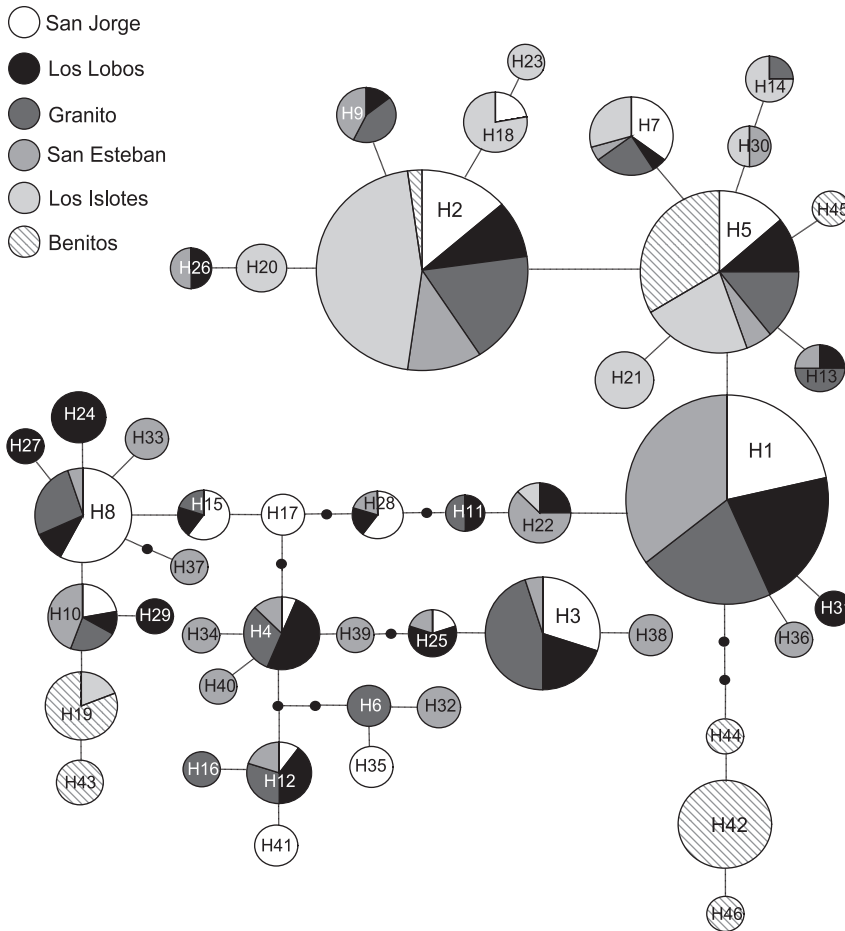 San Jorge
Los Lobos
Granito
San Esteban
Los Islotes
Benitos
H23
H14
H9
H18
H7
H30
H2
H5
H45
H26
H20
H21
H13
H24
H27
H33
H1
H8
H15
H17
H28
H11
H22
H37
H10
H29
H31
H34
H4
H39
H25
H3
H38
H36
H40
H19
H6
H32
H44
H43
H16
H12
H35
H42
H41
H46